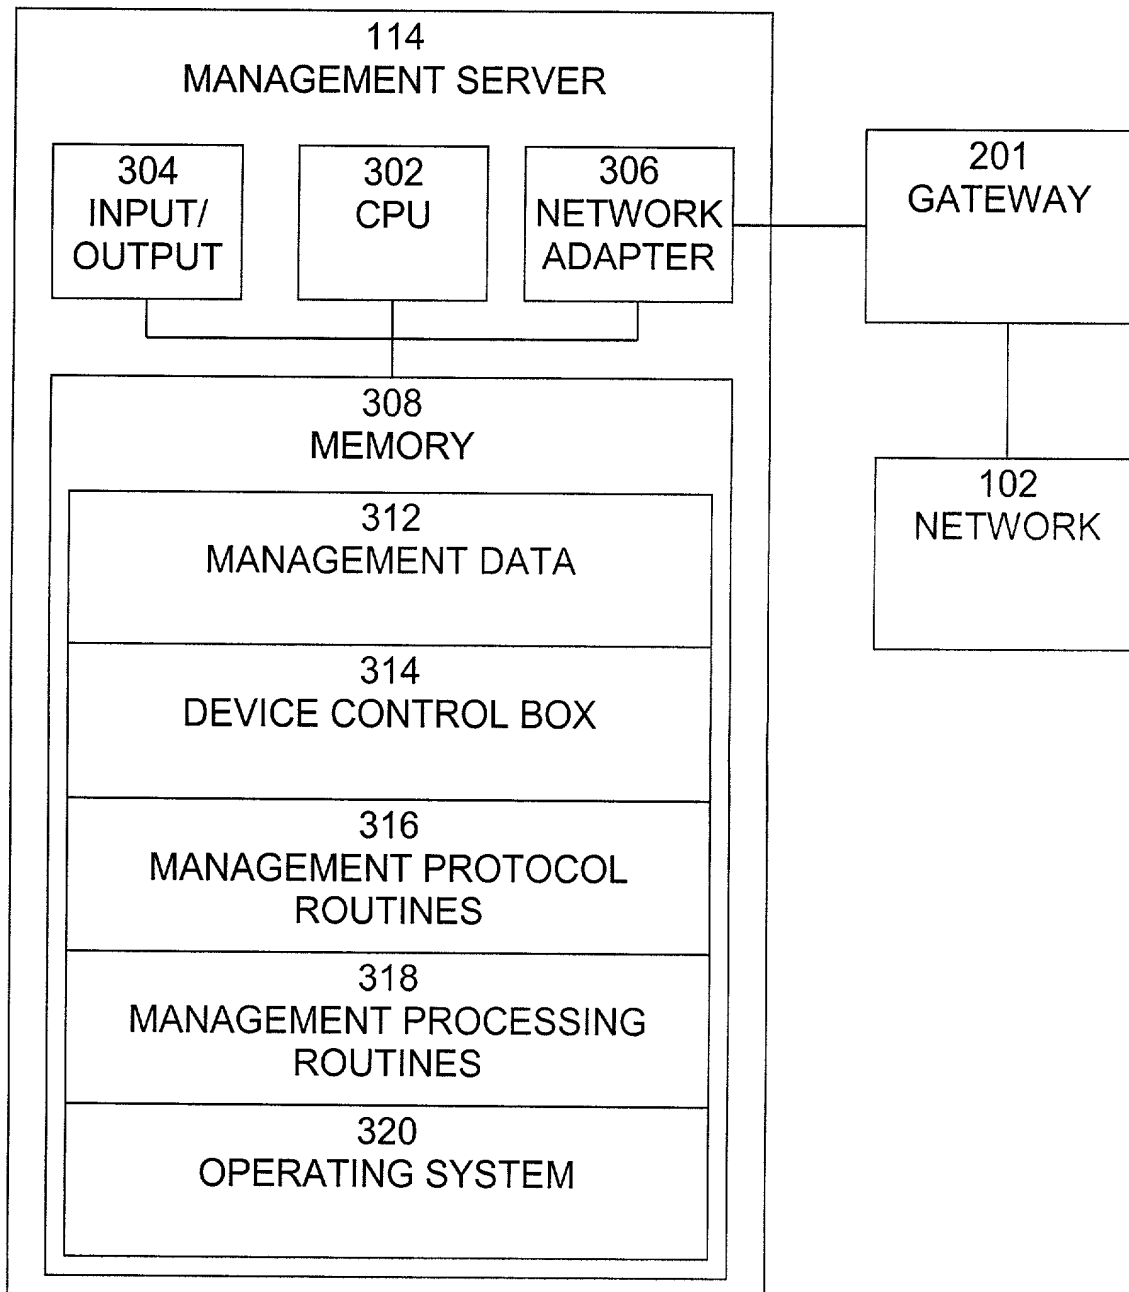 114
MANAGEMENT SERVER
304
INPUT/
OUTPUT
302
CPU
306
NETWORK
ADAPTER
201
GATEWAY
308
MEMORY
102
NETWORK
312
MANAGEMENT DATA
314
DEVICE CONTROL BOX
316
MANAGEMENT PROTOCOL
ROUTINES
318
MANAGEMENT PROCESSING
ROUTINES
320
OPERATING SYSTEM